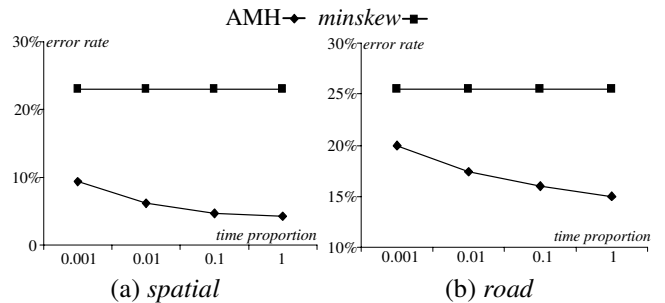 AMH minskew
30% error rate
20%
10%
0
time proportion
0.001 0.01 0.1 1
(a) spatial
30% error rate
25%
20%
15%
10%
time proportion
0.001 0.01 0.1 1
(b) road